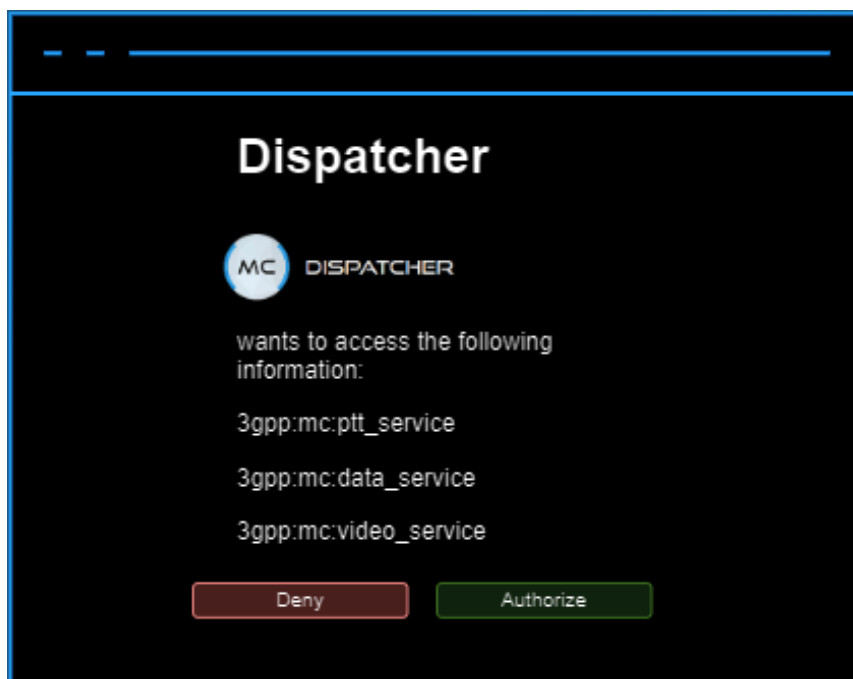 Dispatcher
MC DISPATCHER
wants to access the following
information:
3gpp:mc:ptt_service
3gpp:mc:data_service
3gpp:mc:video_service
Deny Authorize